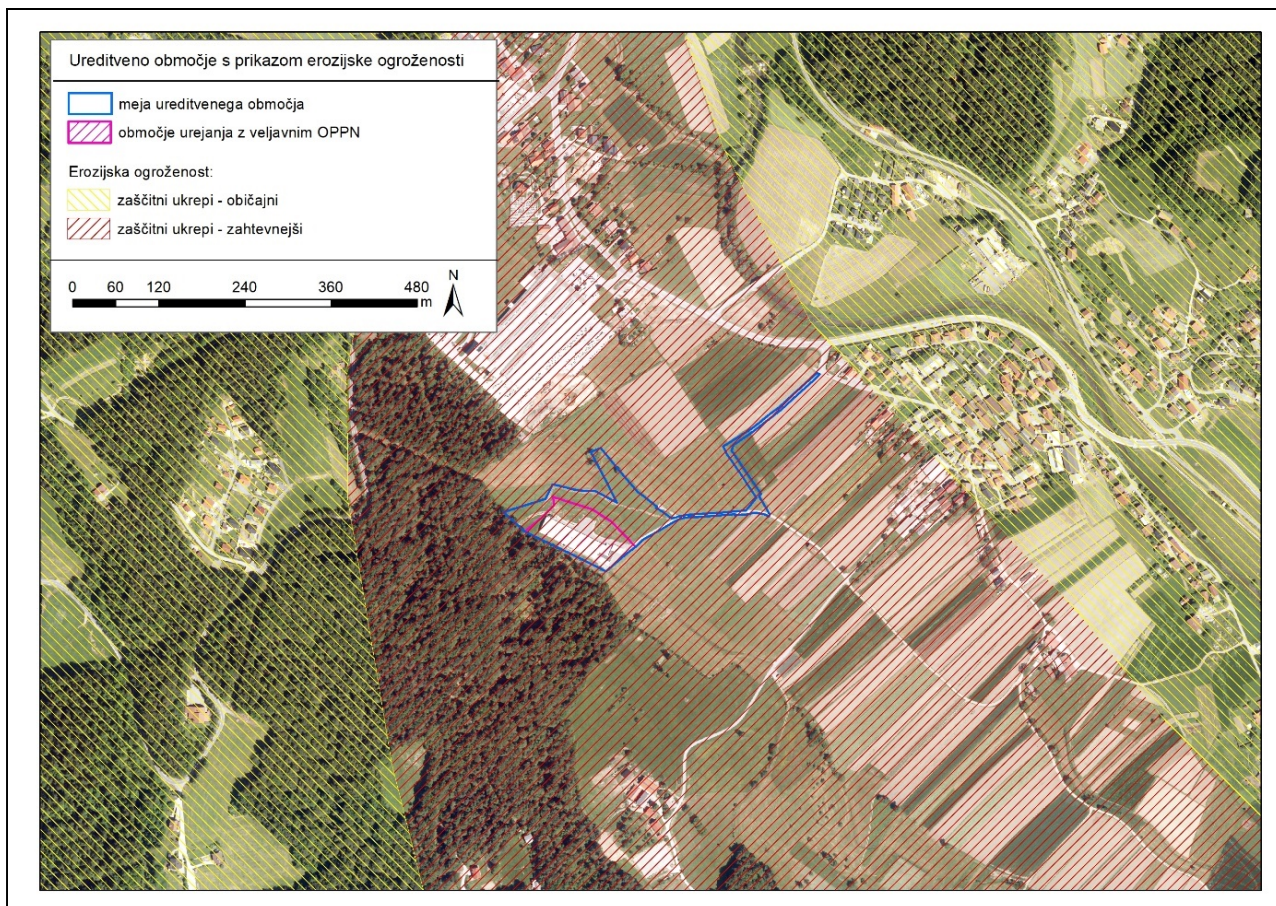 Ureditveno območje s prikazom erozijske ogroženosti
meja ureditvenega območja
območje urejanja z veljavnim OPPN
Erozijska ogroženost:
zaščitni ukrepi - običajni
zaščitni ukrepi - zahtevnejši
0 60 120 240 360 480
m
N